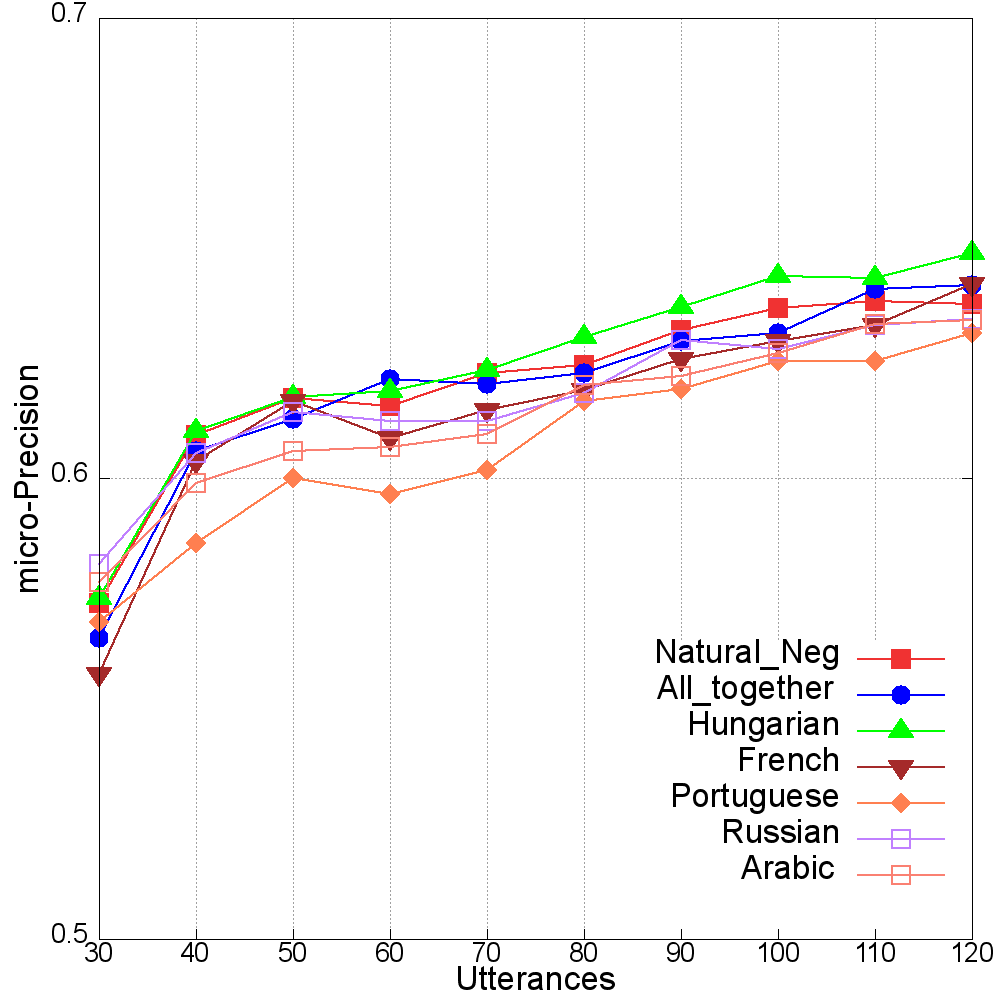 0.7
0.6
0.5
micro-Precision
Natural_Neg
All_together
Hungarian
French
Portuguese
Russian
Arabic
30 40 50 60 70 80 90 100 110 120
Utterances